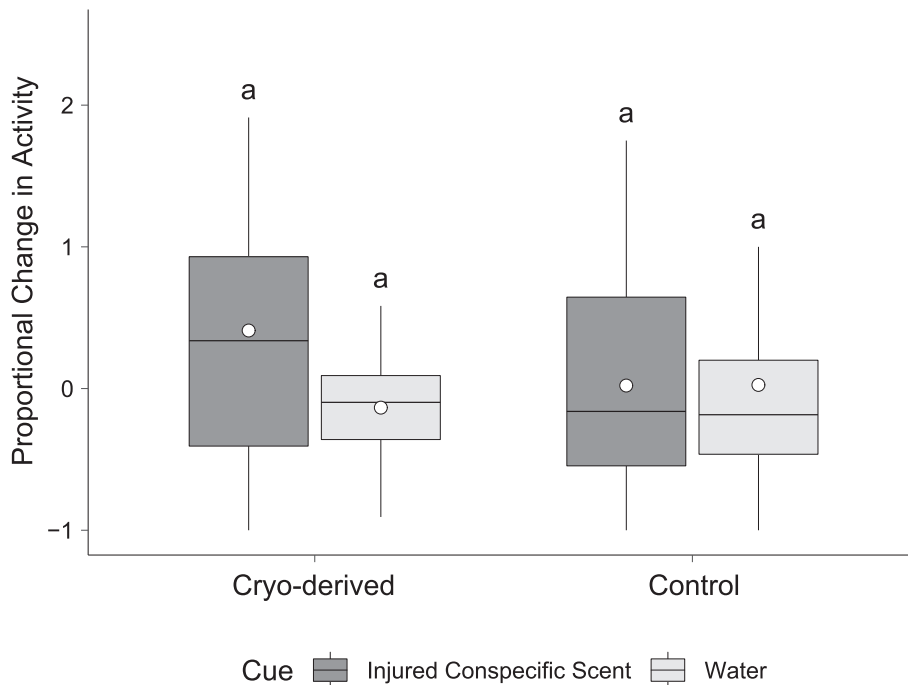 Proportional Change in Activity
2
1
0
−1
a
a
a
a
Cryo-derived
Control
Cue
Injured Conspecific Scent
Water